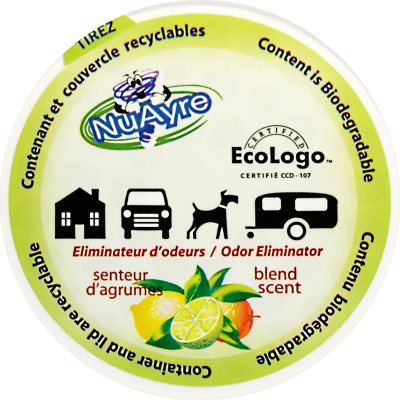 TIREZ
Contenant et couvercle recyclables
Content is Biodegradable
NuAyre
CERTIFIED
EcoLogo™
CERTIFIÉ CCD - 107
Eliminateur d'odeurs / Odor Eliminator
senteur
d'agrumes
blend
scent
Container and lid are recyclable
Contenu biodégradable